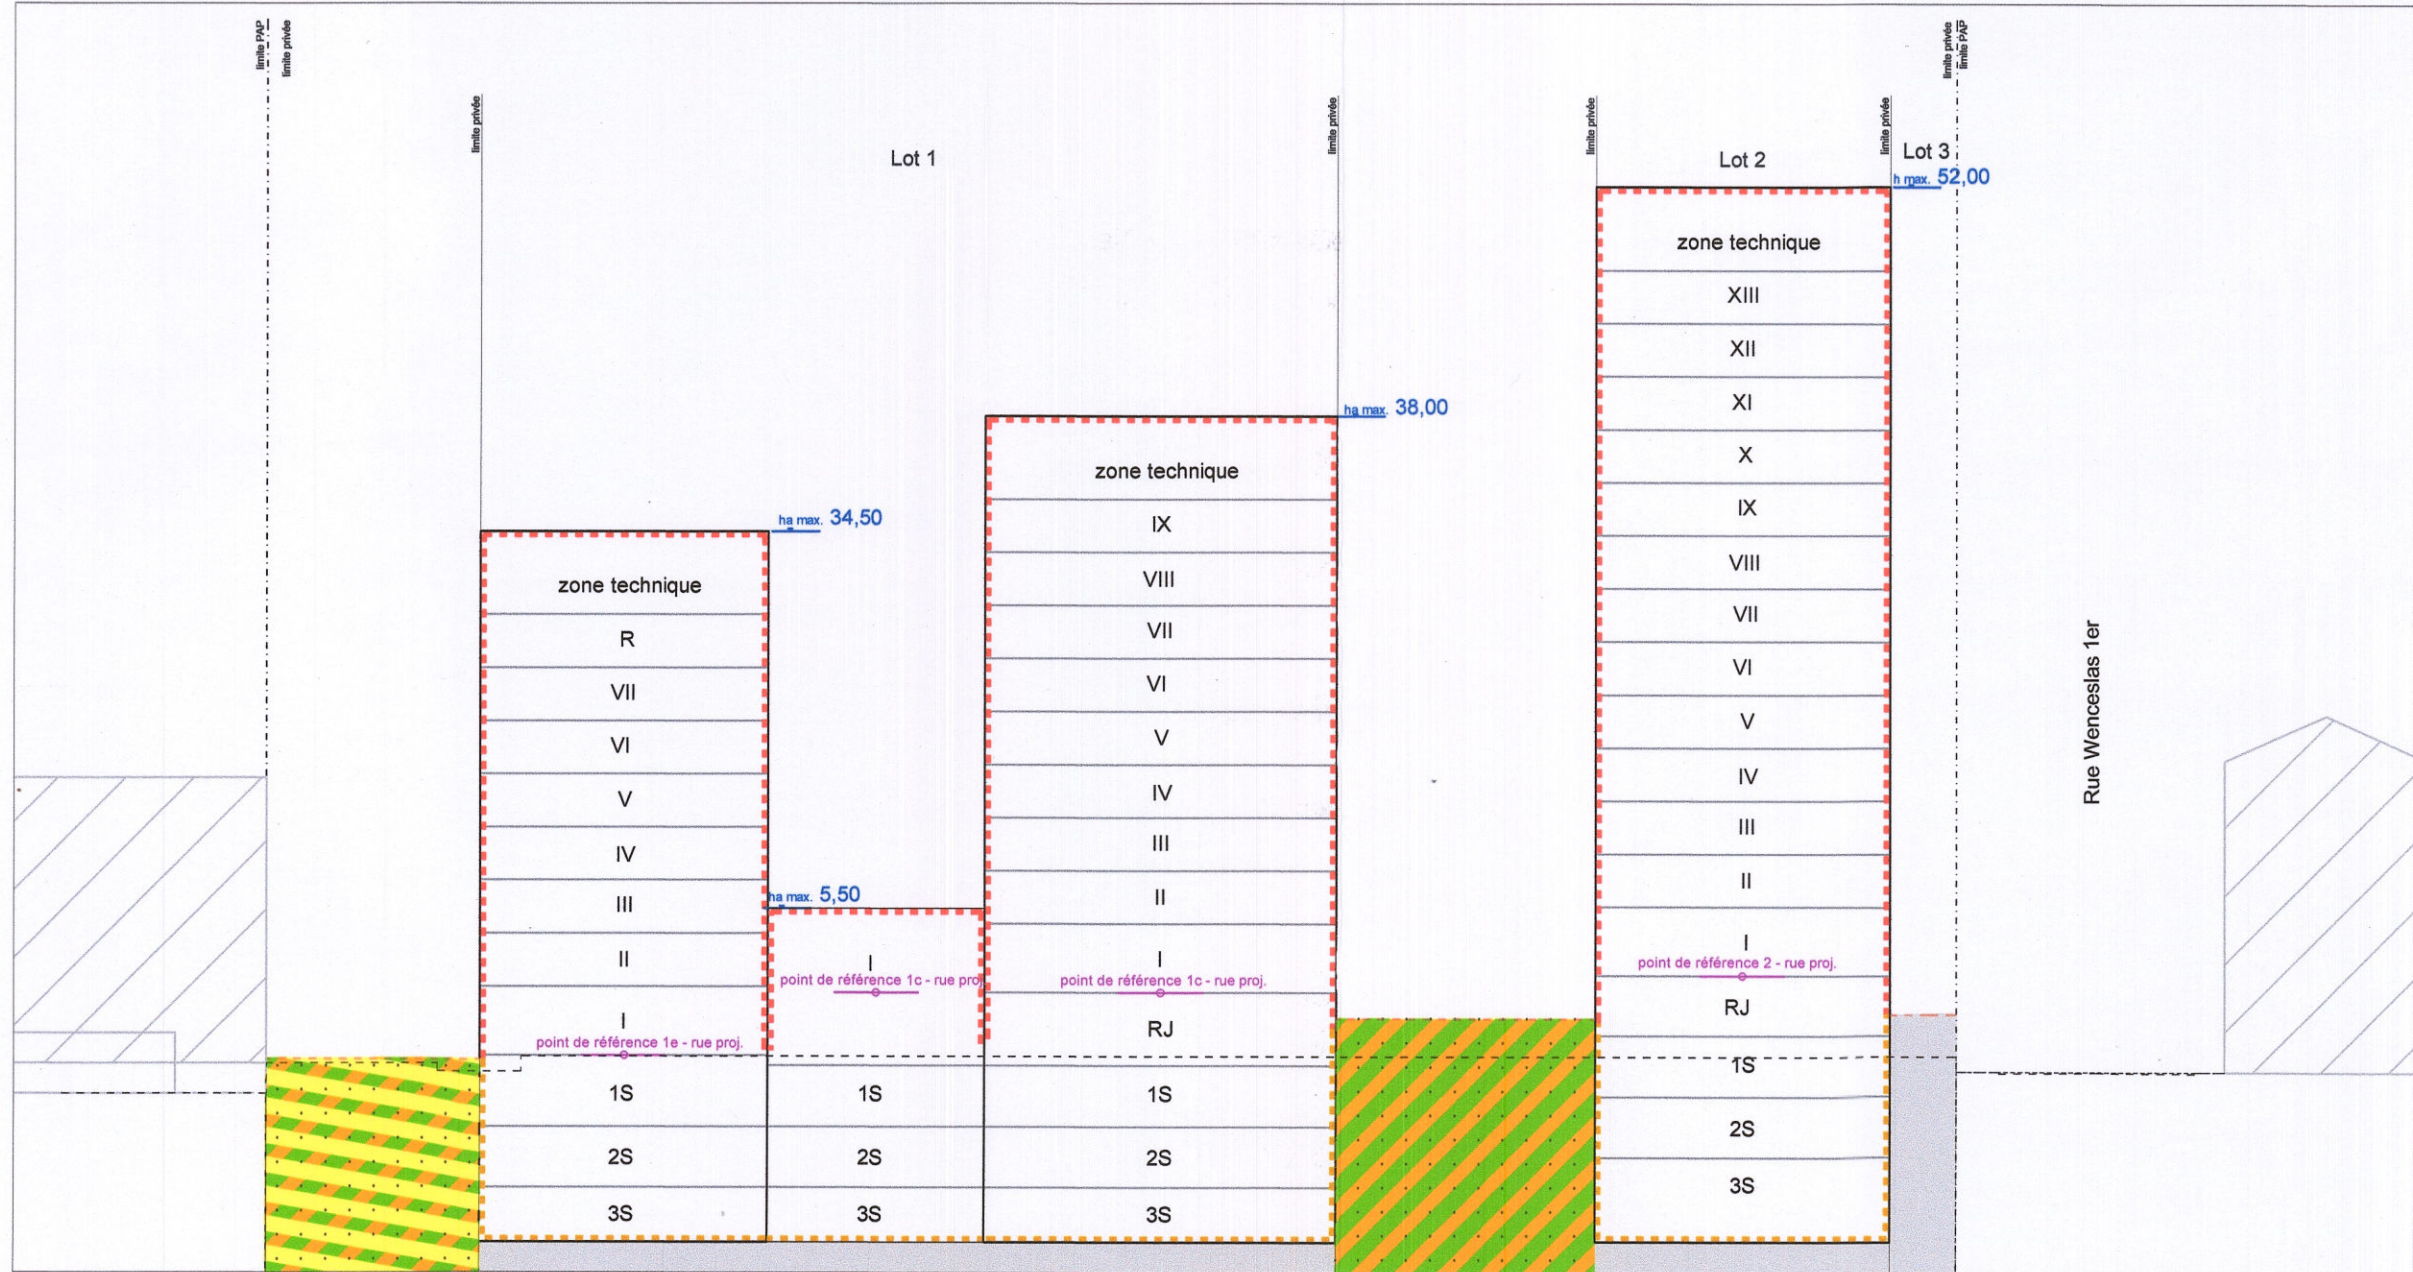 limite PAP
limite privée
limite privée
limite privée
limite privée
limite privée
limite privée
limite PAP
Lot 1
Lot 2
Lot 3
h max. 52,00
zone technique
XIII
XII
XI
X
IX
VIII
VII
VI
V
IV
III
II
I
point de référence 2 - rue proj.
RJ
1S
2S
3S
ha max. 38,00
zone technique
IX
VIII
VII
VI
V
IV
III
II
I
point de référence 1c - rue proj.
RJ
1S
2S
3S
ha max. 34,50
zone technique
R
VII
VI
V
IV
III
II
I
point de référence 1e - rue proj.
1S
2S
3S
ha max. 5,50
I
point de référence 1c - rue proj
1S
2S
3S
Rue Wenceslas 1er